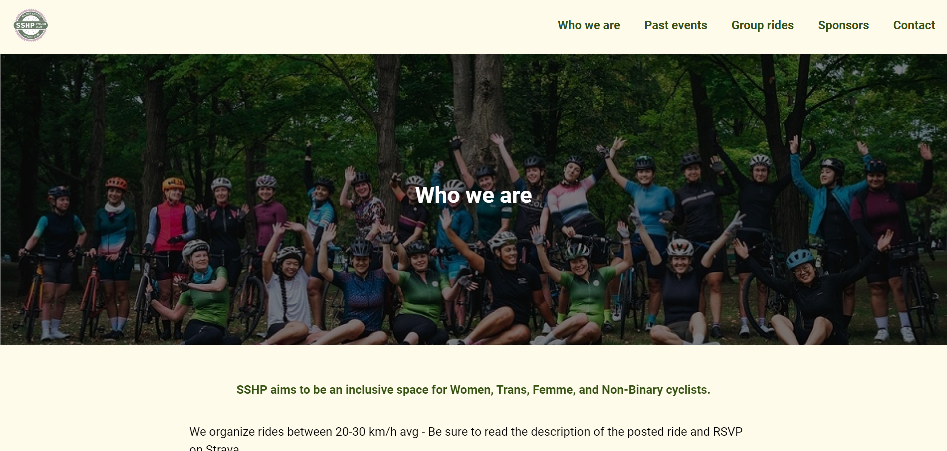 SSHP
Who we are
Past events
Group rides
Sponsors
Contact
Who we are
SSHP aims to be an inclusive space for Women, Trans, Femme, and Non-Binary cyclists.
We organize rides between 20-30 km/h avg - Be sure to read the description of the posted ride and RSVP
on Strava